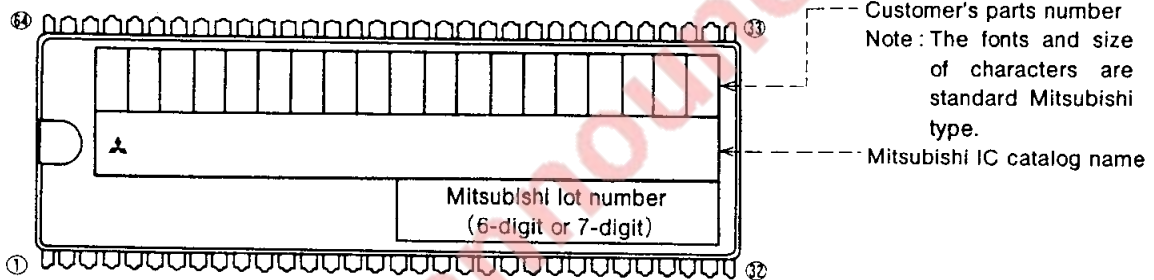 64
33
Customer's parts number
Note : The fonts and size
of characters are
standard Mitsubishi
type.
Mitsubishi IC catalog name
Mitsubishi lot number
(6-digit or 7-digit)
1
32